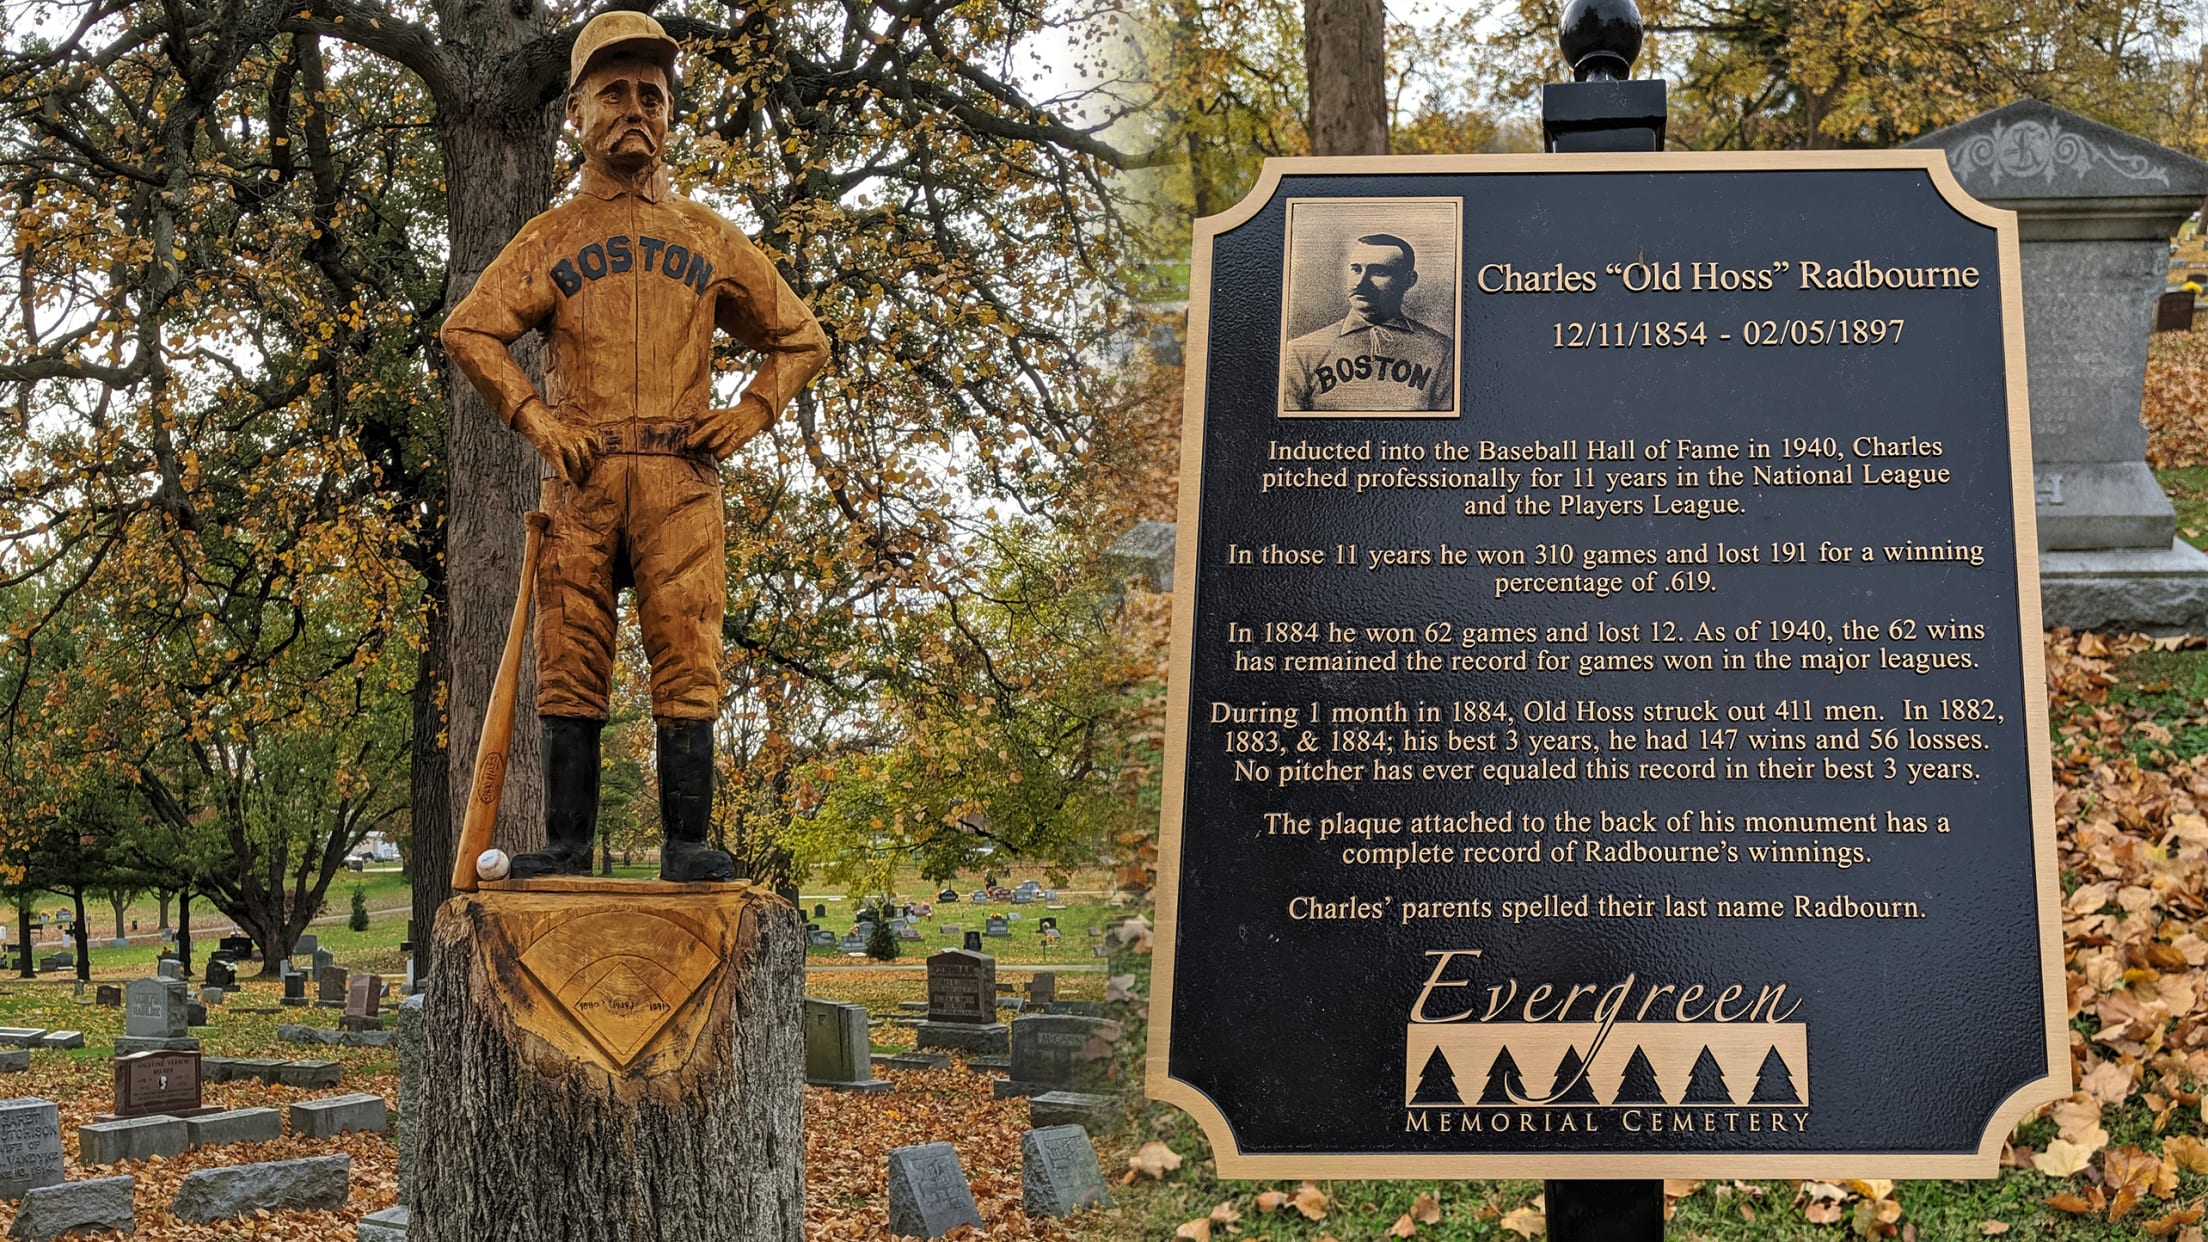 BOSTON
1880
1891
GORMAN
Charles “Old Hoss” Radbourne
12/11/1854 - 02/05/1897
BOSTON
Inducted into the Baseball Hall of Fame in 1940, Charles
pitched professionally for 11 years in the National League
and the Players League.
In those 11 years he won 310 games and lost 191 for a winning
percentage of .619.
In 1884 he won 62 games and lost 12. As of 1940, the 62 wins
has remained the record for games won in the major leagues.
During 1 month in 1884, Old Hoss struck out 411 men. In 1882,
1883, & 1884; his best 3 years, he had 147 wins and 56 losses.
No pitcher has ever equaled this record in their best 3 years.
The plaque attached to the back of his monument has a
complete record of Radbourne’s winnings.
Charles’ parents spelled their last name Radbourn.
Evergreen
MEMORIAL CEMETERY